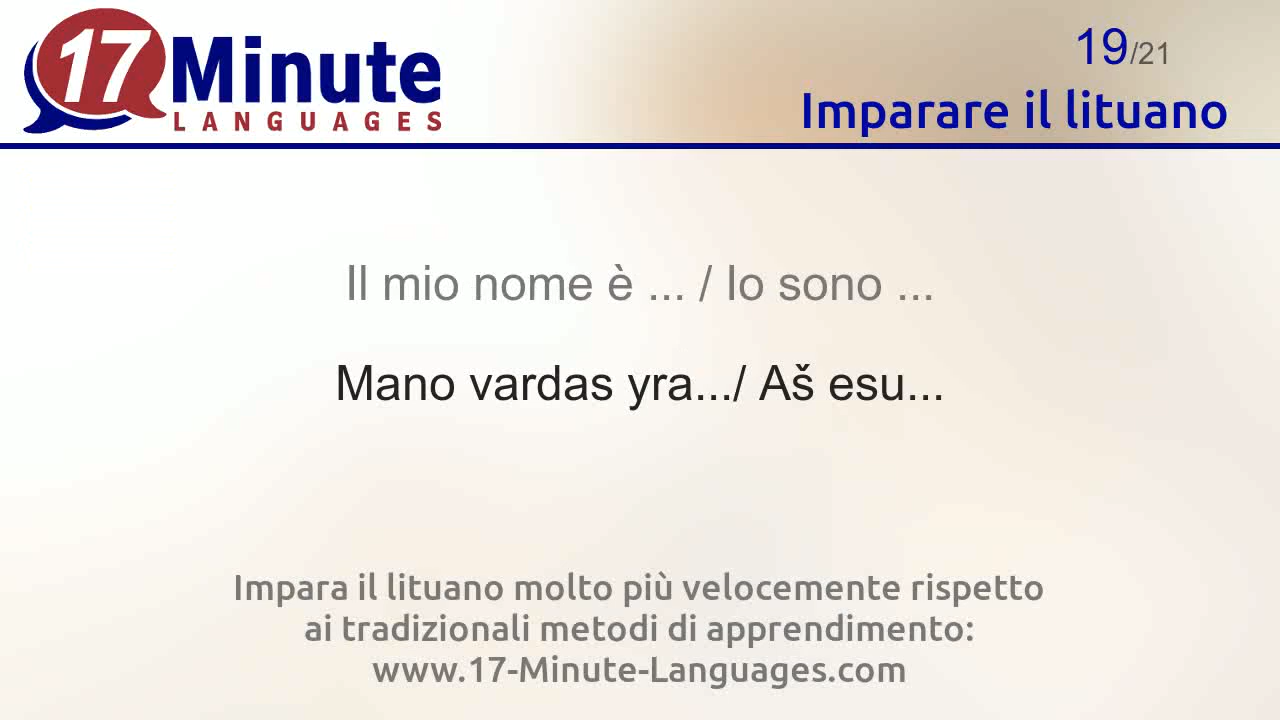 17 Minute
LANGUAGES
19/21
Imparare il lituano
Il mio nome è ... / Io sono ...
Mano vardas yra.../ Aš esu...
Impara il lituano molto più velocemente rispetto
ai tradizionali metodi di apprendimento:
www.17-Minute-Languages.com